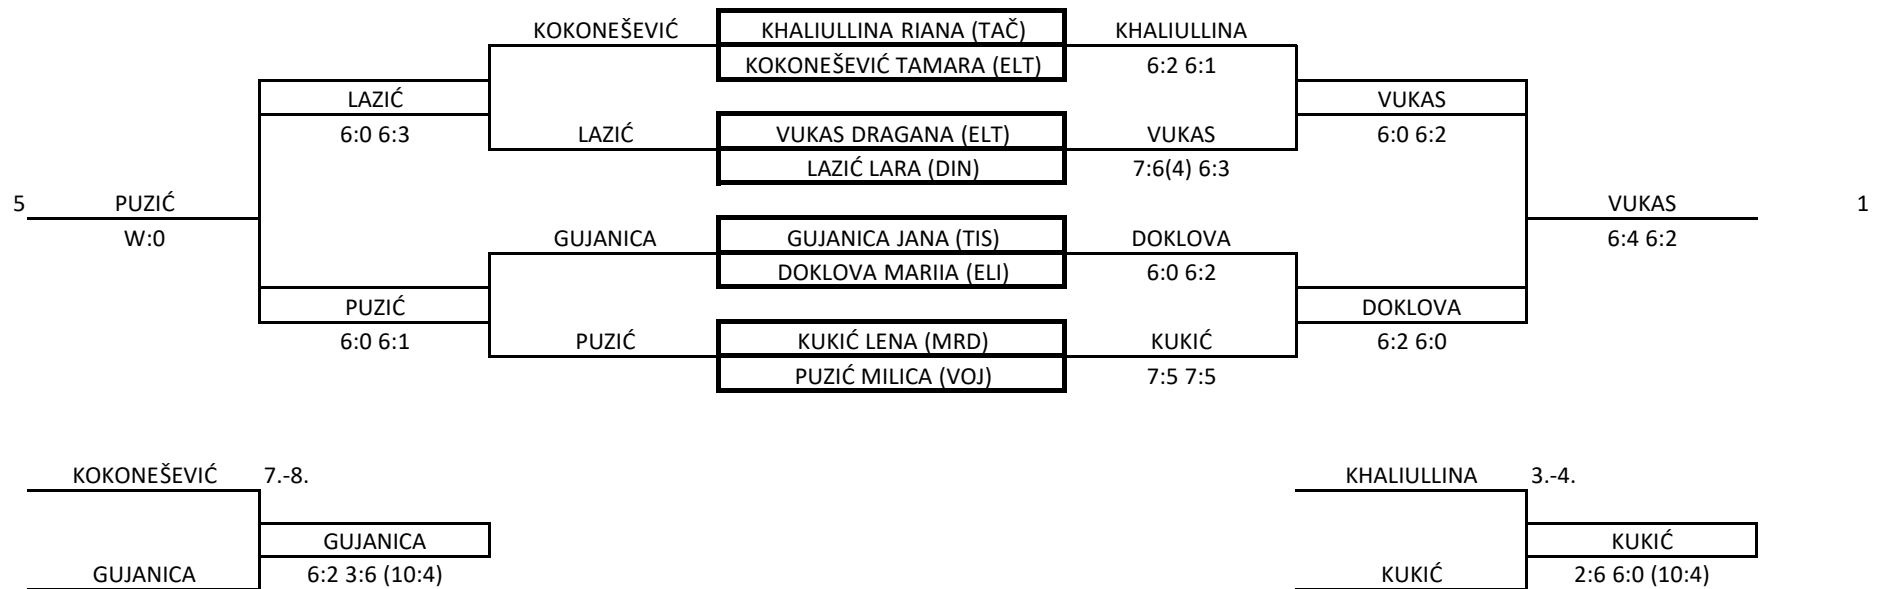 KOKONEŠEVIĆ KHALIULLINA RIANA (TAČ) KHALIULLINA
KOKONEŠEVIĆ TAMARA (ELT) 6:2 6:1
LAZIĆ VUKAS
6:0 6:3 LAZIĆ VUKAS DRAGANA (ELT) VUKAS 6:0 6:2
LAZIĆ LARA (DIN) 7:6(4) 6:3
5 PUZIĆ VUKAS 1
W:0 GUJANICA GUJANICA JANA (TIS) DOKLOVA 6:4 6:2
DOKLOVA MARIIA (ELI) 6:0 6:2
PUZIĆ DOKLOVA
6:0 6:1 PUZIĆ KUKIĆ LENA (MRD) KUKIĆ 6:2 6:0
PUZIĆ MILICA (VOJ) 7:5 7:5
KOKONEŠEVIĆ 7.-8. KHALIULLINA 3.-4.
GUJANICA KUKIĆ
GUJANICA 6:2 3:6 (10:4) KUKIĆ 2:6 6:0 (10:4)